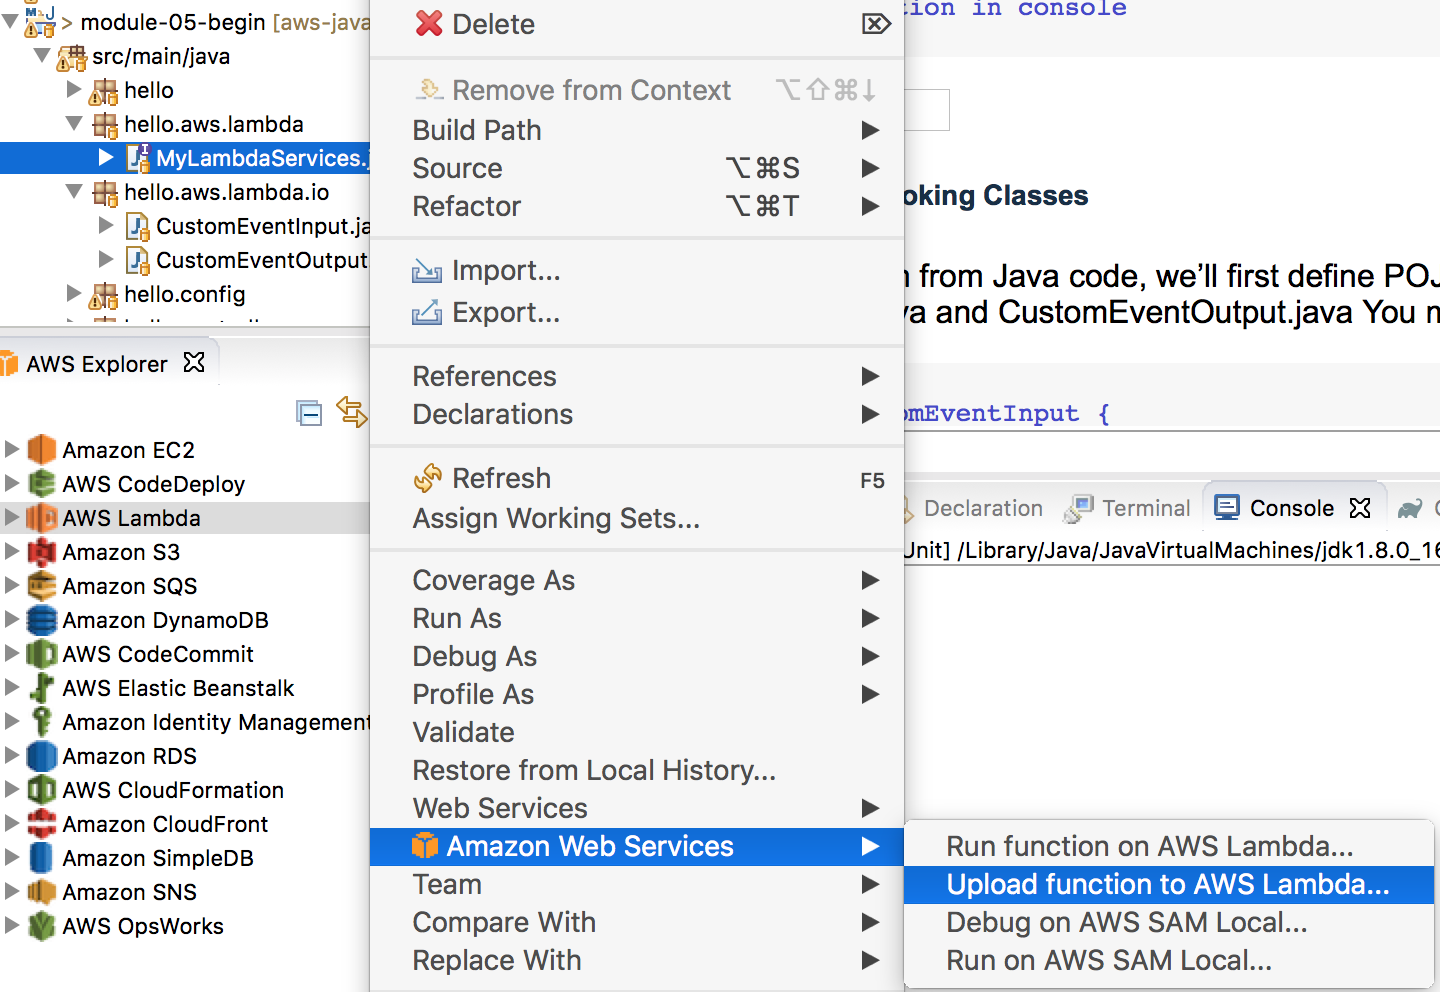 > module-05-begin [aws-java
src/main/java
hello
hello.aws.lambda
MyLambdaServices.j
hello.aws.lambda.io
CustomEventInput.ja
CustomEventOutput
hello.config
AWS Explorer
Amazon EC2
AWS CodeDeploy
AWS Lambda
Amazon S3
Amazon SQS
Amazon DynamoDB
AWS CodeCommit
AWS Elastic Beanstalk
Amazon Identity Management
Amazon RDS
AWS CloudFormation
Amazon CloudFront
Amazon SimpleDB
Amazon SNS
AWS OpsWorks
Delete
Remove from Context ⌥⇧⌘↓
Build Path
Source ⌥⌘S
Refactor ⌥⌘T
Import...
Export...
References
Declarations
Refresh F5
Assign Working Sets...
Coverage As
Run As
Debug As
Profile As
Validate
Restore from Local History...
Web Services
Amazon Web Services
Team
Compare With
Replace With
Run function on AWS Lambda...
Upload function to AWS Lambda...
Debug on AWS SAM Local...
Run on AWS SAM Local...
tion in console
oking Classes
n from Java code, we’ll first define POJ
va and CustomEventOutput.java You m
omEventInput {
Declaration Terminal Console
Unit] /Library/Java/JavaVirtualMachines/jdk1.8.0_16